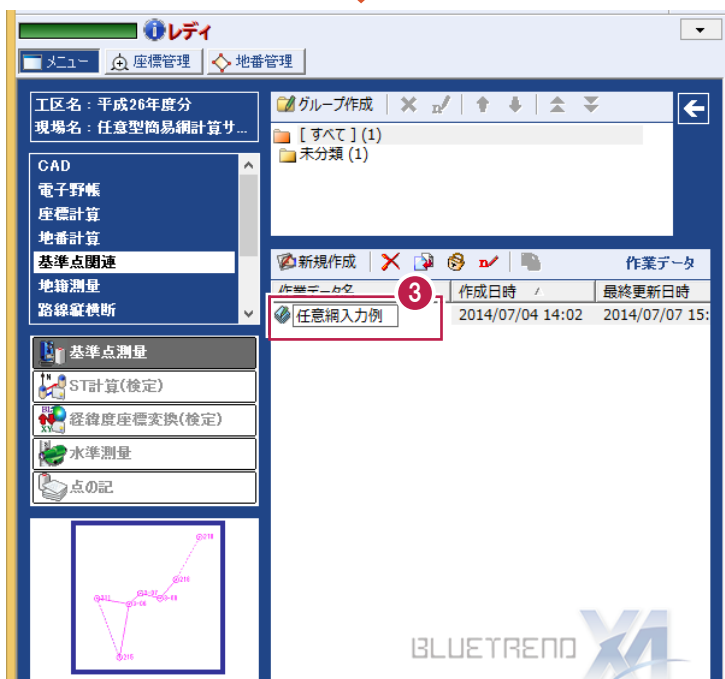 レディ
メニュー 座標管理 地番管理
工区名：平成26年度分
現場名：任意型簡易網計算サ...
グループ作成
[ すべて ] (1)
未分類 (1)
CAD
電子野帳
座標計算
地番計算
基準点関連
地籍測量
路線縦横断
新規作成 作業データ
作業データ名 作成日時 最終更新日時
3
任意網入力例 2014/07/04 14:02 2014/07/07 15:
基準点測量
ST計算(検定)
経緯度座標変換(検定)
水準測量
点の記
BLUETREND XA